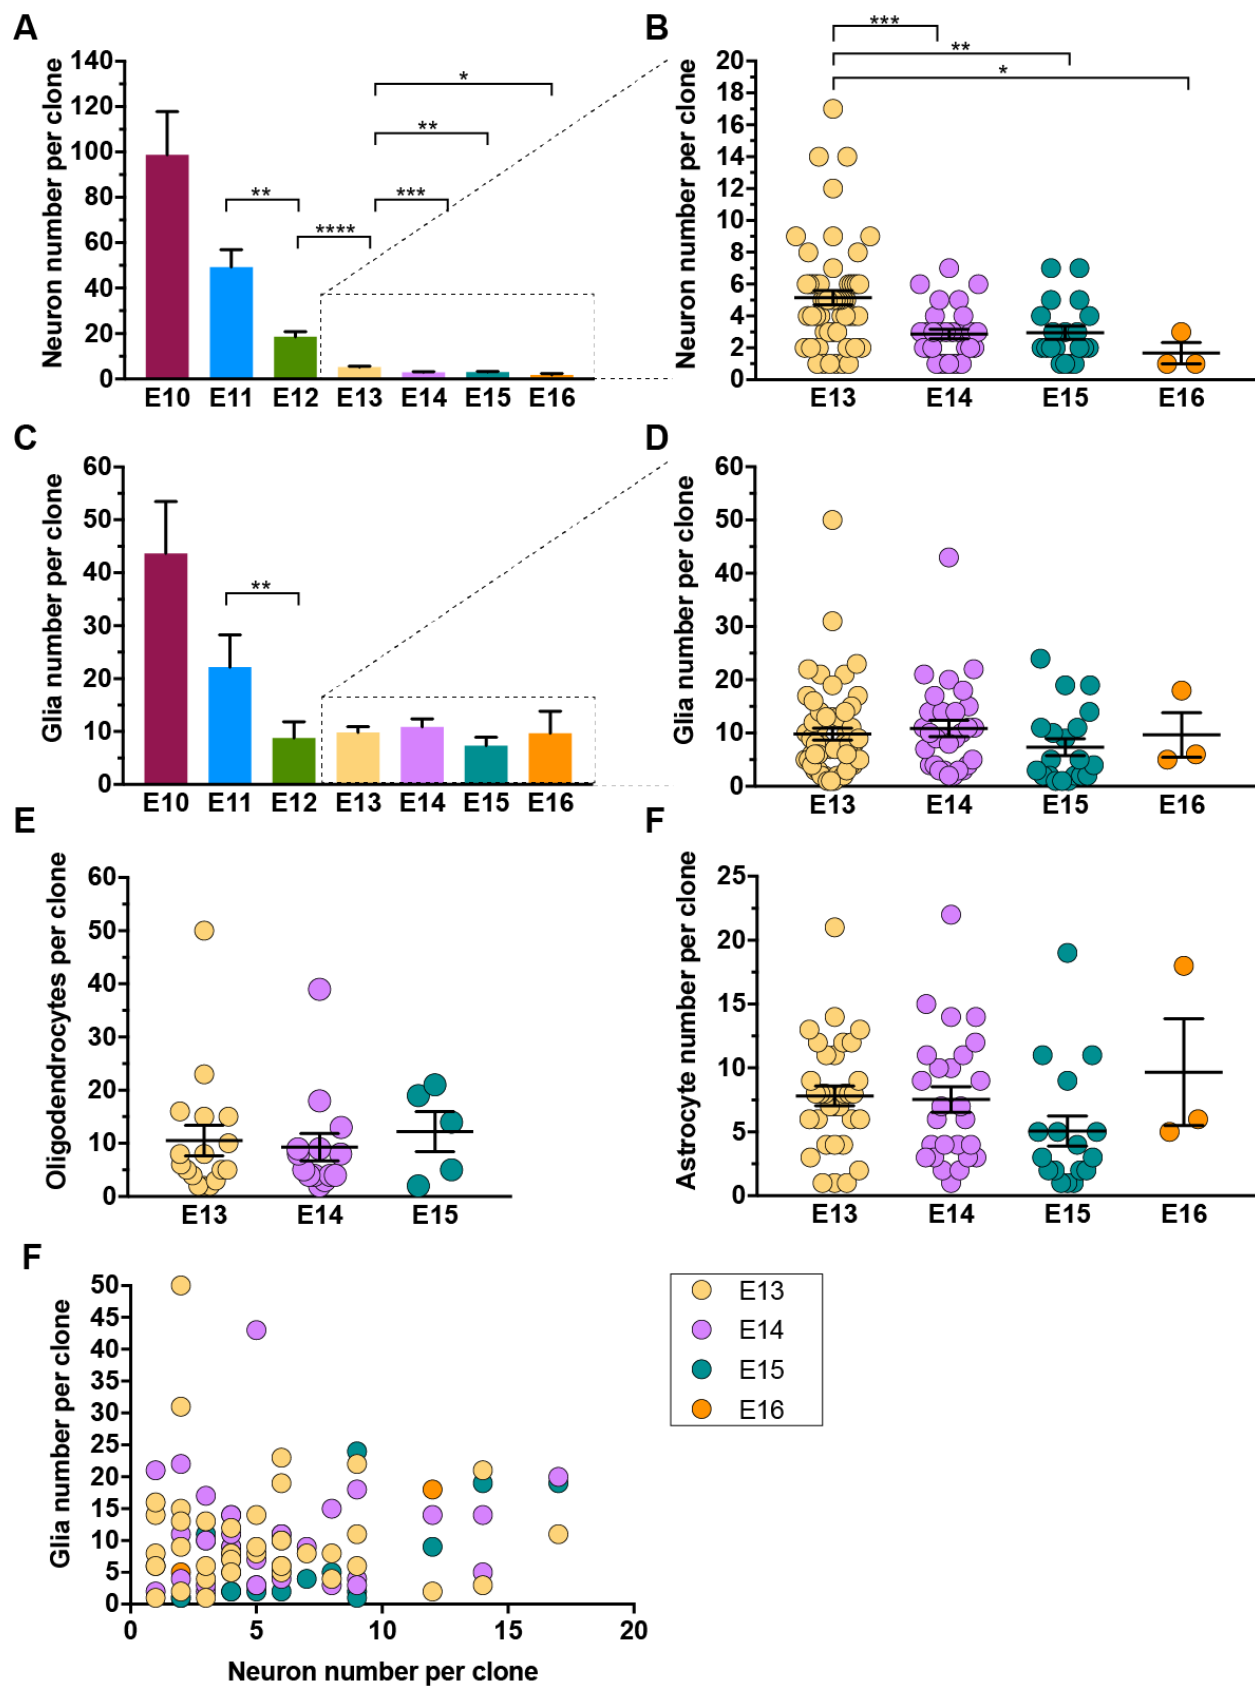 A
Neuron number per clone
140
120
100
80
60
40
20
0
**
****
***
**
*
E10 E11 E12 E13 E14 E15 E16
B
Neuron number per clone
20
18
16
14
12
10
8
6
4
2
0
***
**
*
E13 E14 E15 E16
C
Glia number per clone
60
50
40
30
20
10
0
**
E10 E11 E12 E13 E14 E15 E16
D
Glia number per clone
60
50
40
30
20
10
0
E13 E14 E15 E16
E
Oligodendrocytes per clone
60
50
40
30
20
10
0
E13 E14 E15
F
Astrocyte number per clone
25
20
15
10
5
0
E13 E14 E15 E16
F
Glia number per clone
50
45
40
35
30
25
20
15
10
5
0
0 5 10 15 20
Neuron number per clone
E13
E14
E15
E16